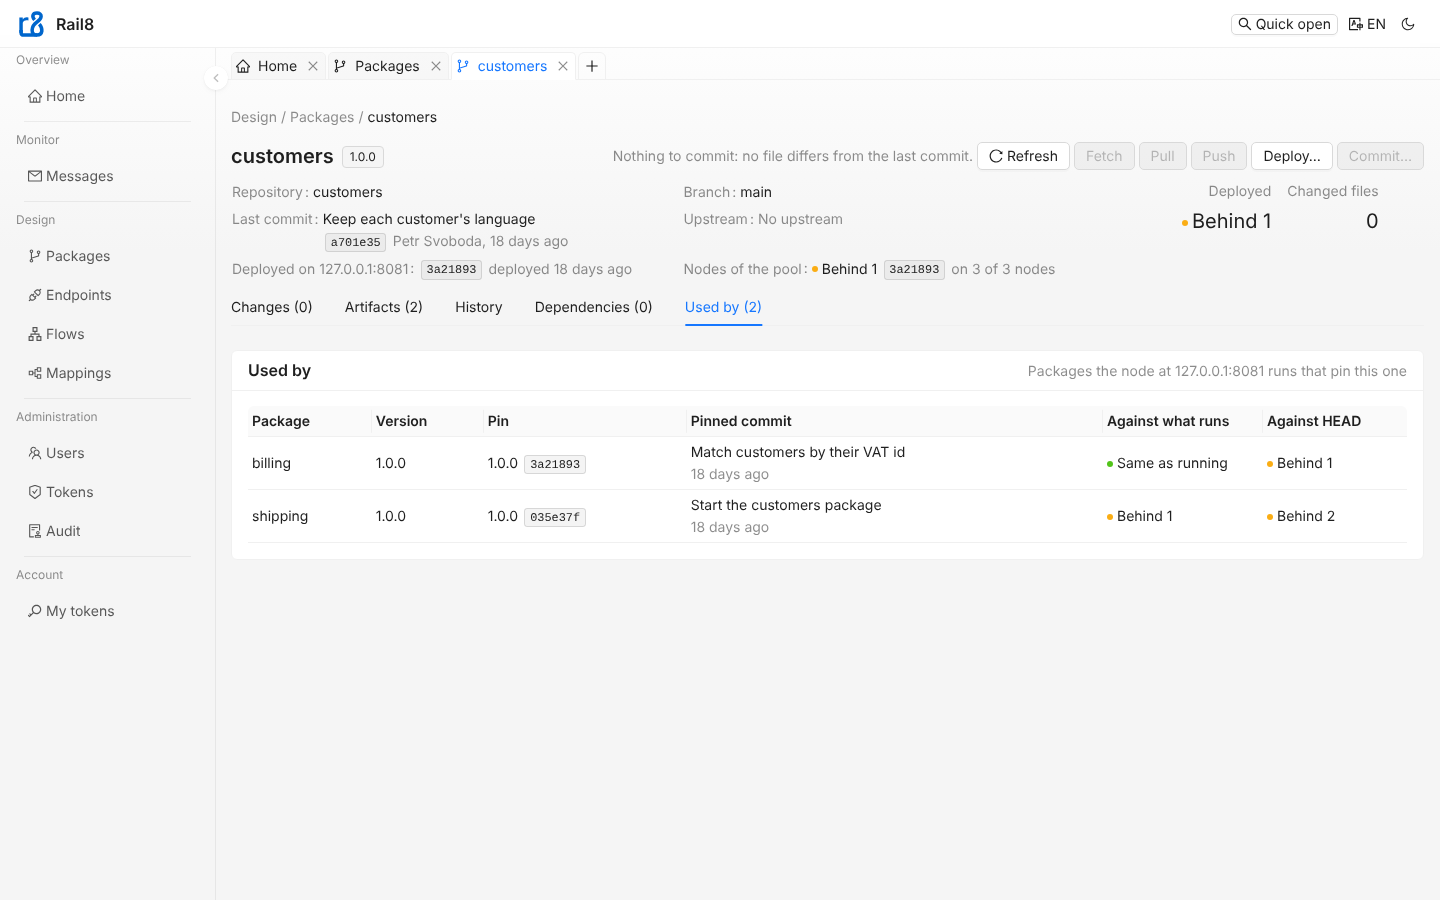 Rail8
Quick open
EN
Overview
Home
Monitor
Messages
Design
Packages
Endpoints
Flows
Mappings
Administration
Users
Tokens
Audit
Account
My tokens
Home
Packages
customers
Design / Packages / customers
customers 1.0.0
Nothing to commit: no file differs from the last commit.
Refresh
Fetch
Pull
Push
Deploy...
Commit...
Repository : customers
Branch : main
Deployed
Behind 1
Changed files
0
Last commit : Keep each customer's language
a701e35 Petr Svoboda, 18 days ago
Upstream : No upstream
Deployed on 127.0.0.1:8081 : 3a21893 deployed 18 days ago
Nodes of the pool : Behind 1 3a21893 on 3 of 3 nodes
Changes (0)
Artifacts (2)
History
Dependencies (0)
Used by (2)
Used by
Packages the node at 127.0.0.1:8081 runs that pin this one
Package Version Pin Pinned commit Against what runs Against HEAD
billing 1.0.0 1.0.0 3a21893 Match customers by their VAT id Same as running Behind 1
18 days ago
shipping 1.0.0 1.0.0 035e37f Start the customers package Behind 1 Behind 2
18 days ago